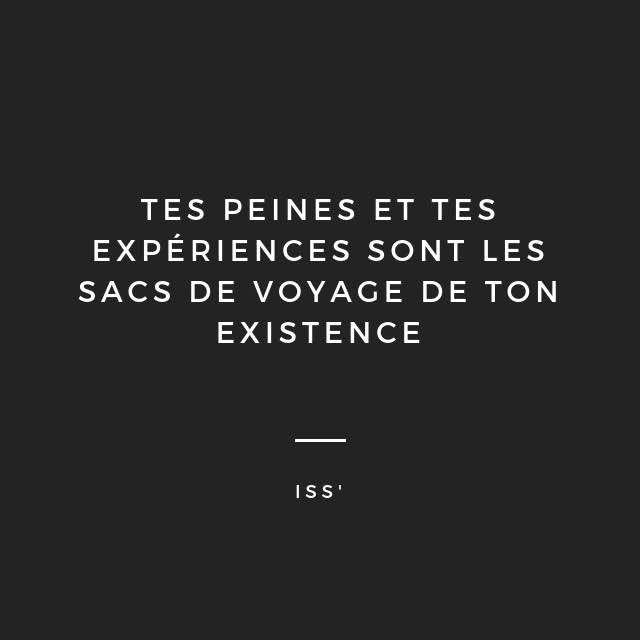 TES PEINES ET TES
EXPÉRIENCES SONT LES
SACS DE VOYAGE DE TON
EXISTENCE
ISS'